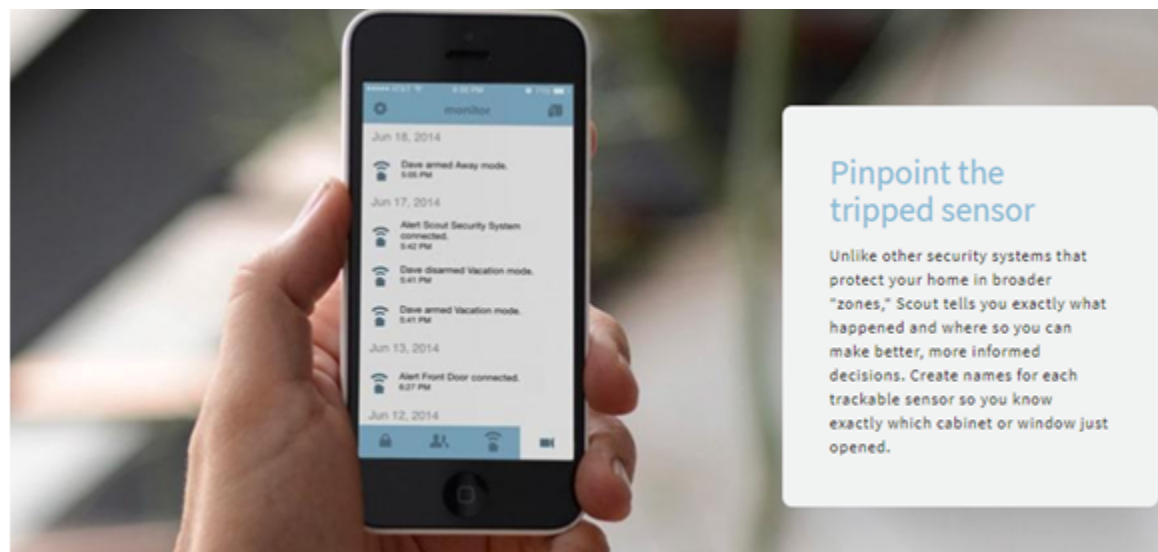 AT&T 6:00 PM
monitor
Jun 18, 2014
Dave armed Away mode.
5:05 PM
Jun 17, 2014
Alert Scout Security System
connected.
5:42 PM
Dave disarmed Vacation mode.
5:41 PM
Dave armed Vacation mode.
5:41 PM
Jun 13, 2014
Alert Front Door connected.
6:27 PM
Jun 12, 2014
Pinpoint the
tripped sensor
Unlike other security systems that
protect your home in broader
"zones," Scout tells you exactly what
happened and where so you can
make better, more informed
decisions. Create names for each
trackable sensor so you know
exactly which cabinet or window just
opened.